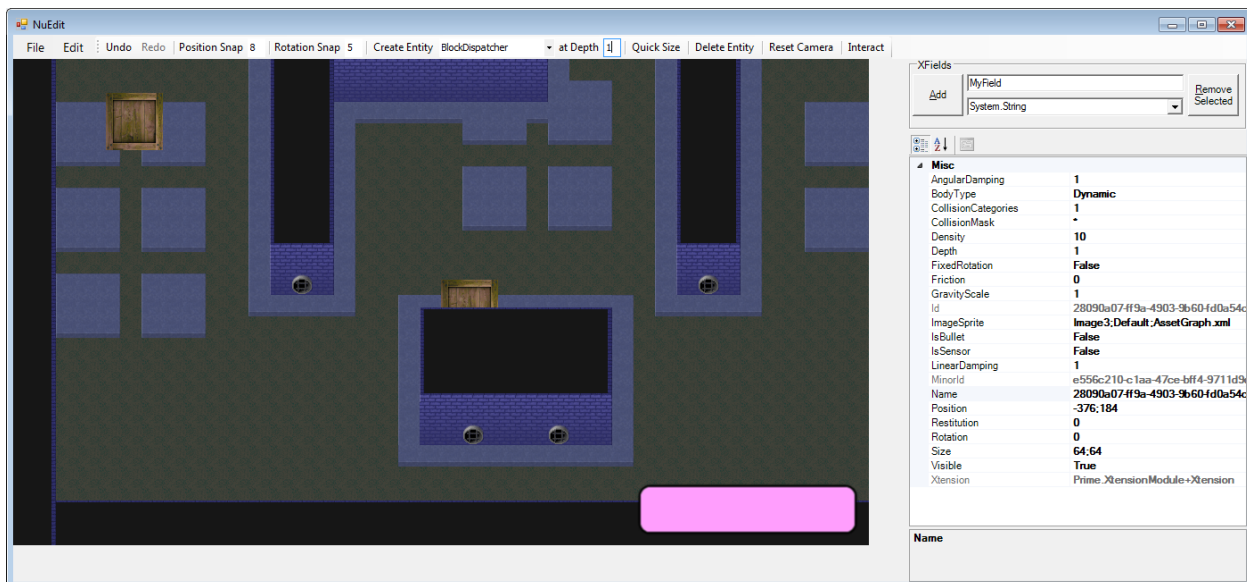 NuEdit
File Edit Undo Redo Position Snap 8 Rotation Snap 5 Create Entity BlockDispatcher at Depth 1 Quick Size Delete Entity Reset Camera Interact
XFields
Add
MyField
System.String
Remove
Selected
Misc
AngularDamping 1
BodyType Dynamic
CollisionCategories 1
CollisionMask *
Density 10
Depth 1
FixedRotation False
Friction 0
GravityScale 1
Id 28090a07-ff9a-4903-9b60-fd0a54c
ImageSprite Image3;Default;AssetGraph.xml
IsBullet False
IsSensor False
LinearDamping 1
MinorId e556c210-c1aa-47ce-bff4-9711d9
Name 28090a07-ff9a-4903-9b60-fd0a54c
Position -376;184
Restitution 0
Rotation 0
Size 64;64
Visible True
Xtension Prime.XtensionModule+Xtension
Name